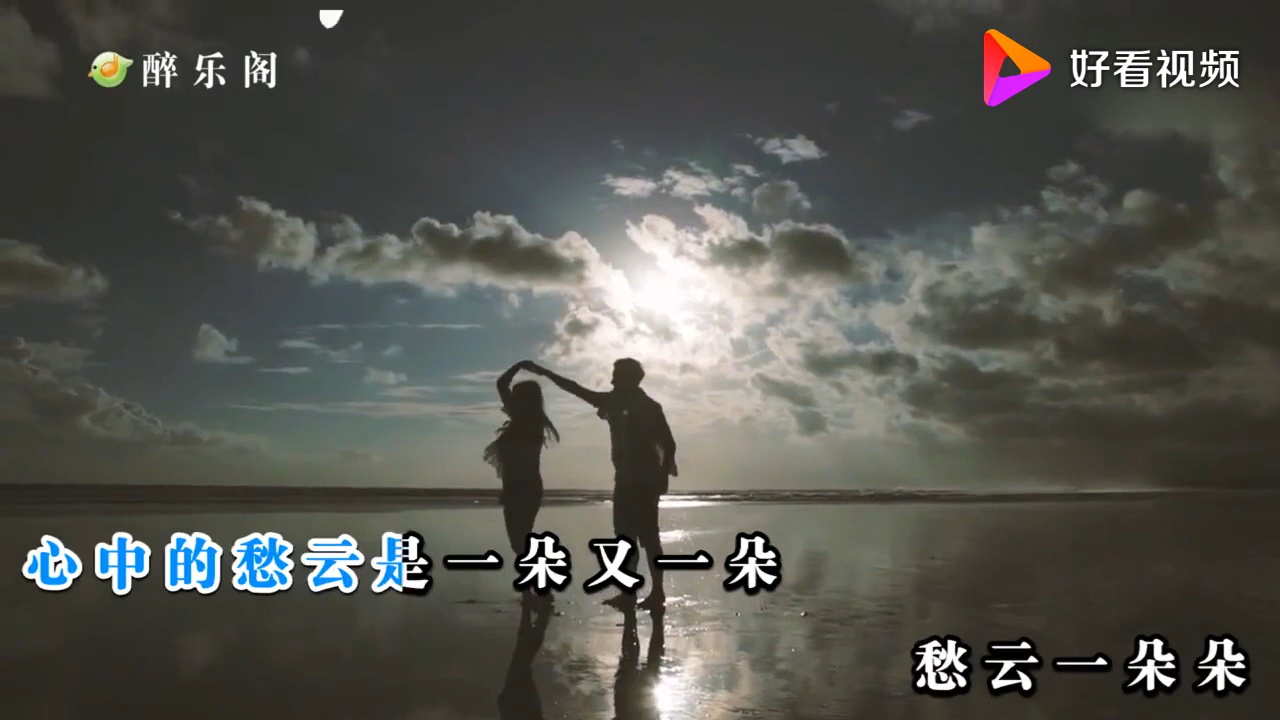 醉乐阁
好看视频
心中的愁云是一朵又一朵
愁云一朵朵